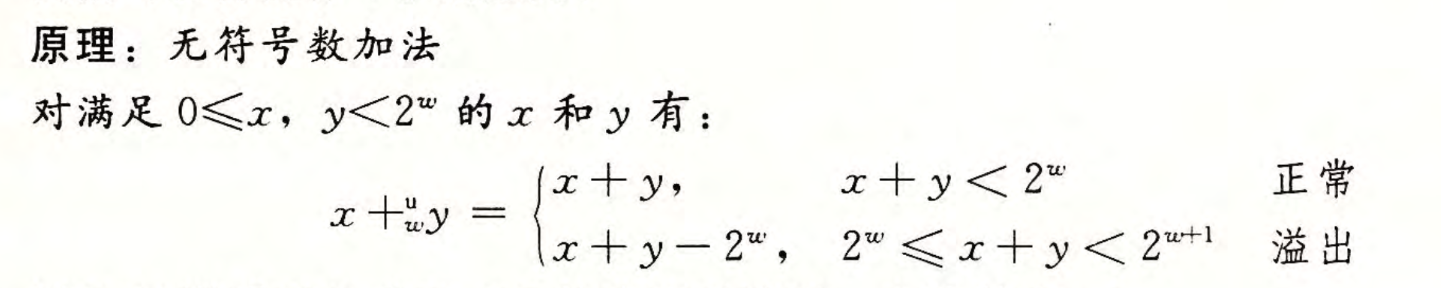 原理：无符号数加法
对满足 0≤x，y<2^w 的 x 和 y 有：
x +^u_w y = { x + y， x + y < 2^w 正常
x + y − 2^w， 2^w ≤ x + y < 2^{w+1} 溢出